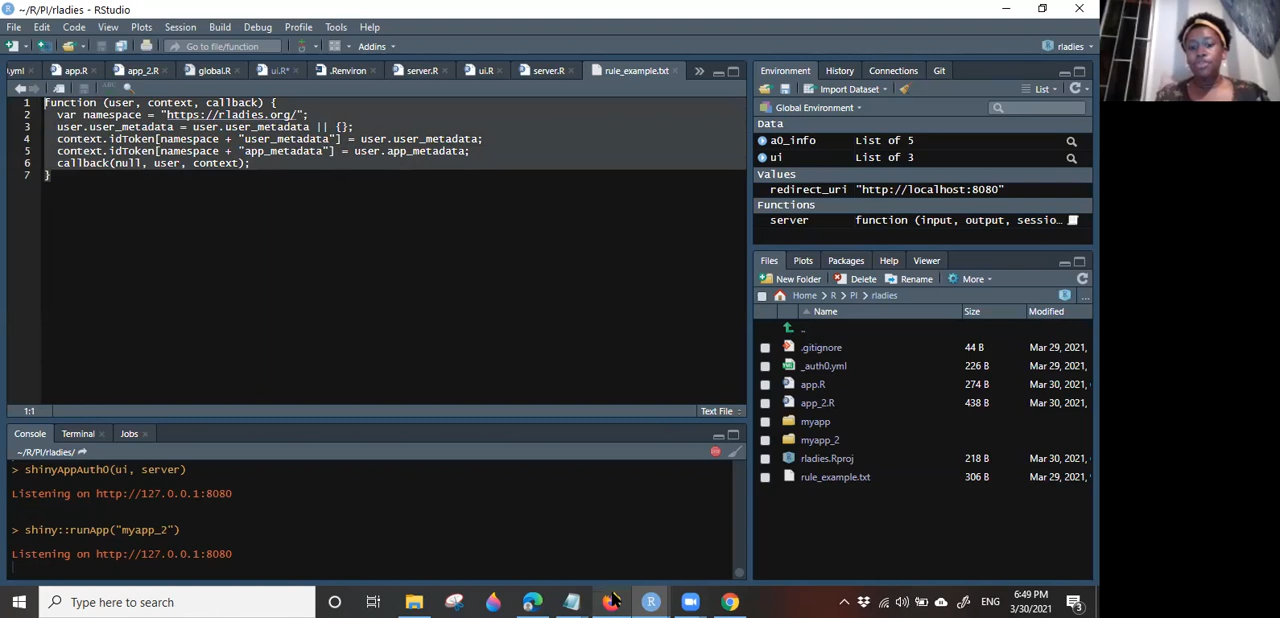 ~/R/PI/rladies - RStudio
File Edit Code View Plots Session Build Debug Profile Tools Help
Go to file/function Addins rladies
.yml app.R app_2.R global.R ui.R* .Renviron server.R ui.R server.R rule_example.txt
1 function (user, context, callback) {
2 var namespace = "https://rladies.org/";
3 user.user_metadata = user.user_metadata || {};
4 context.idToken[namespace + "user_metadata"] = user.user_metadata;
5 context.idToken[namespace + "app_metadata"] = user.app_metadata;
6 callback(null, user, context);
7 }
1:1 Text File
Console Terminal Jobs
~/R/PI/rladies/
> shinyAppAuth0(ui, server)
Listening on http://127.0.0.1:8080
> shiny::runApp("myapp_2")
Listening on http://127.0.0.1:8080
Environment History Connections Git
Import Dataset List
Global Environment
Data
a0_info List of 5
ui List of 3
Values
redirect_uri "http://localhost:8080"
Functions
server function (input, output, sessio…
Files Plots Packages Help Viewer
New Folder Delete Rename More
Home R PI rladies ...
Name Size Modified
..
.gitignore 44 B Mar 29, 2021,
_auth0.yml 226 B Mar 29, 2021,
app.R 274 B Mar 30, 2021,
app_2.R 438 B Mar 30, 2021,
myapp
myapp_2
rladies.Rproj 218 B Mar 30, 2021,
rule_example.txt 306 B Mar 29, 2021,
Type here to search
ENG 6:49 PM
3/30/2021 3